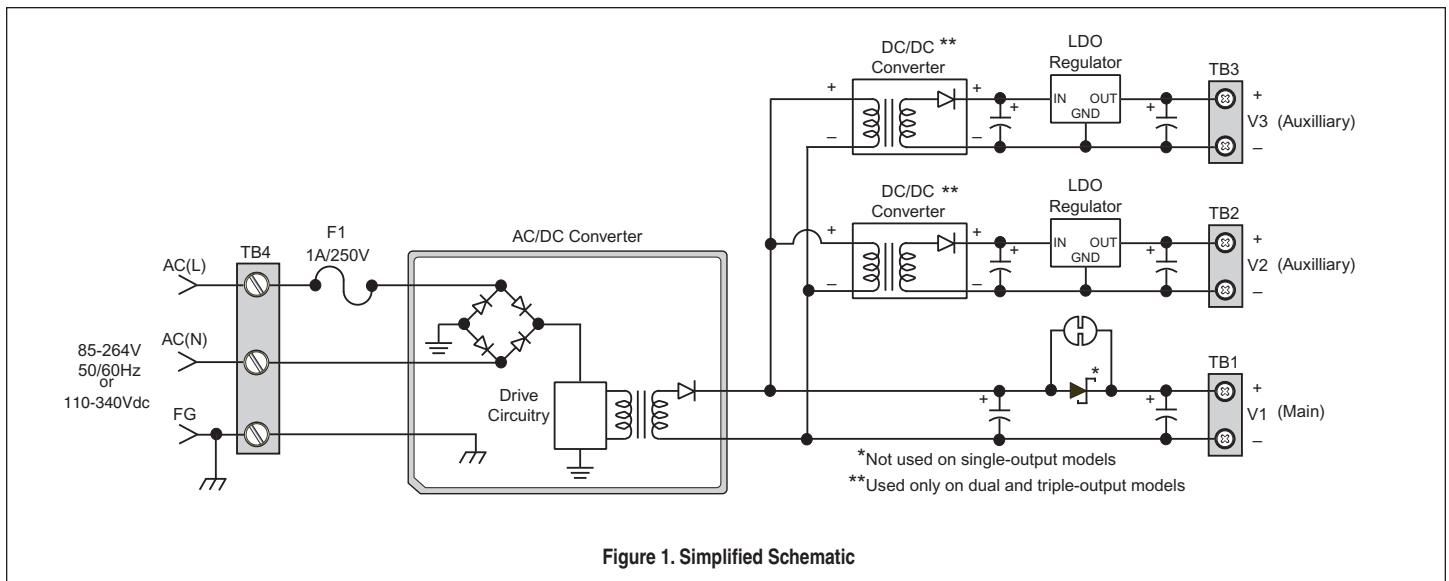 DC/DC **
Converter
LDO
Regulator
TB3
+
+
–
–
+
IN OUT
GND
+
+
V3 (Auxilliary)
–
DC/DC **
Converter
LDO
Regulator
TB2
+
+
–
–
+
IN OUT
GND
+
+
V2 (Auxilliary)
–
AC/DC Converter
F1
1A/250V
TB4
AC(L)
AC(N)
85-264V
50/60Hz
or
110-340Vdc
FG
Drive
Circuitry
*
TB1
+
+
+
V1 (Main)
–
*Not used on single-output models
**Used only on dual and triple-output models
Figure 1. Simplified Schematic